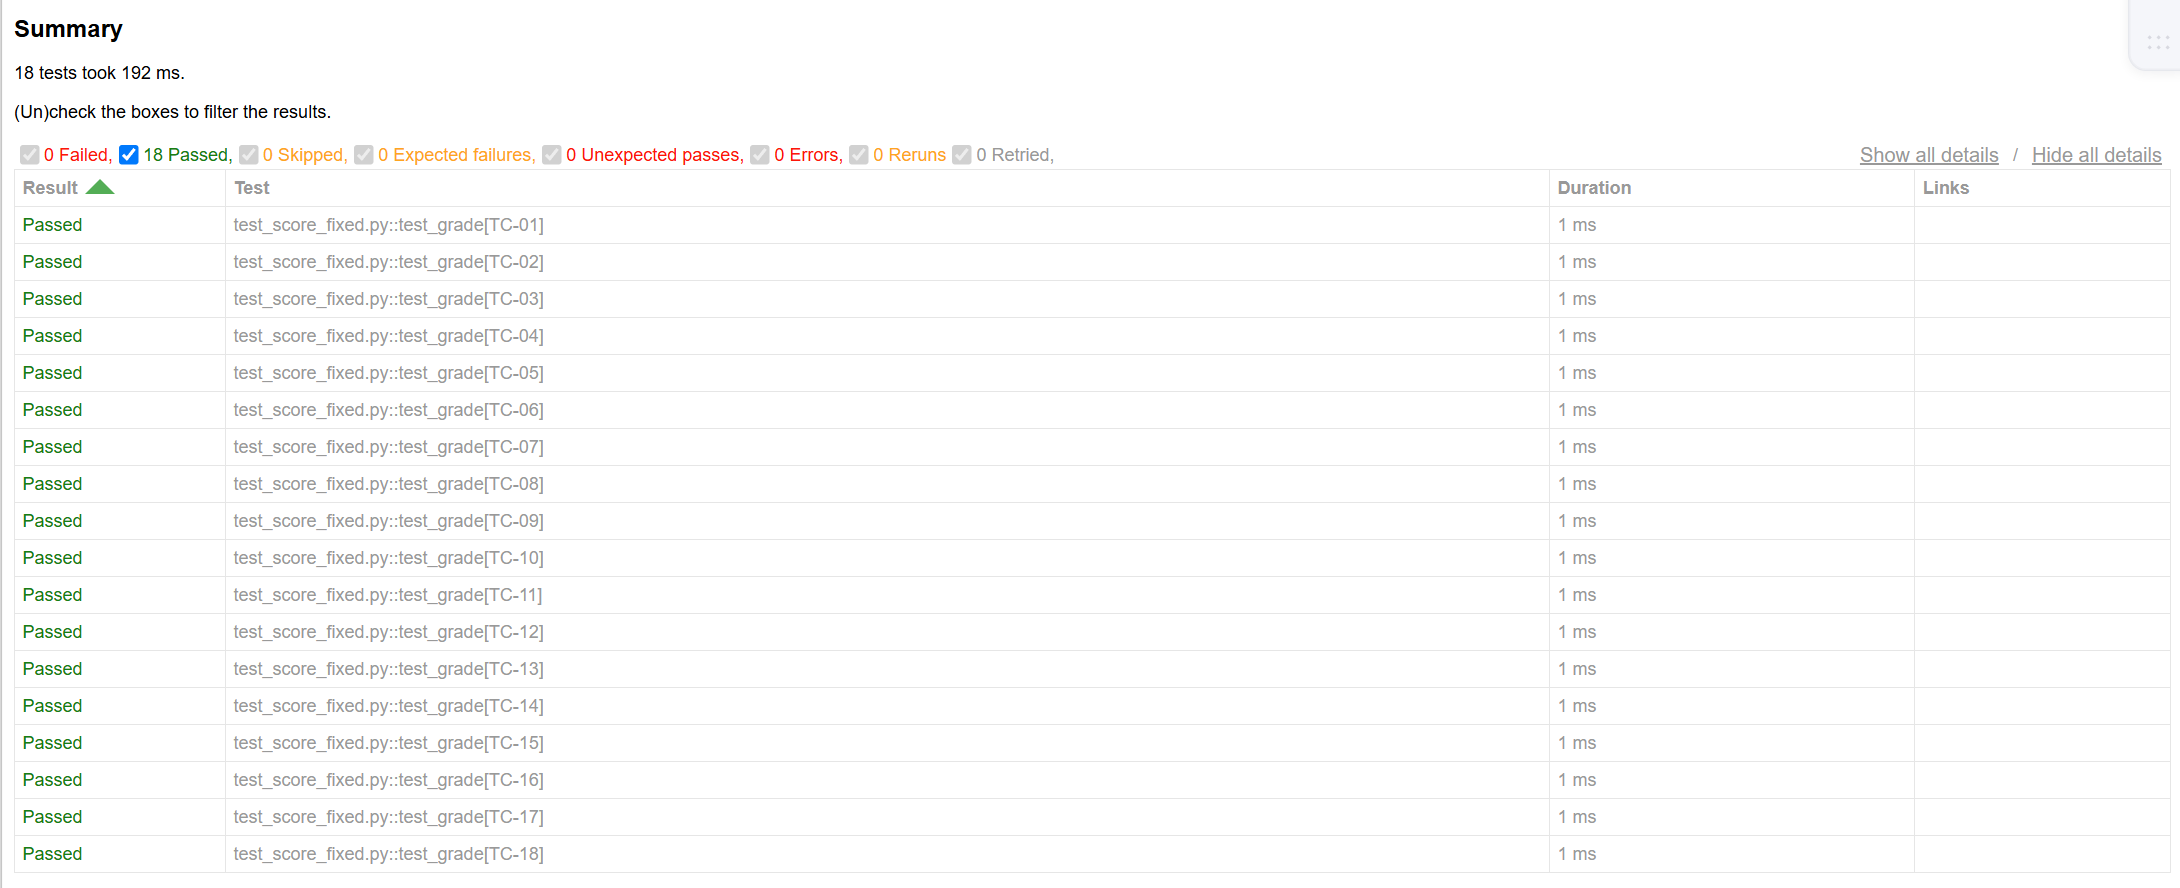 Summary
18 tests took 192 ms.
(Un)check the boxes to filter the results.
0 Failed, 18 Passed, 0 Skipped, 0 Expected failures, 0 Unexpected passes, 0 Errors, 0 Reruns 0 Retried, Show all details / Hide all details
Result Test Duration Links
Passed test_score_fixed.py::test_grade[TC-01] 1 ms
Passed test_score_fixed.py::test_grade[TC-02] 1 ms
Passed test_score_fixed.py::test_grade[TC-03] 1 ms
Passed test_score_fixed.py::test_grade[TC-04] 1 ms
Passed test_score_fixed.py::test_grade[TC-05] 1 ms
Passed test_score_fixed.py::test_grade[TC-06] 1 ms
Passed test_score_fixed.py::test_grade[TC-07] 1 ms
Passed test_score_fixed.py::test_grade[TC-08] 1 ms
Passed test_score_fixed.py::test_grade[TC-09] 1 ms
Passed test_score_fixed.py::test_grade[TC-10] 1 ms
Passed test_score_fixed.py::test_grade[TC-11] 1 ms
Passed test_score_fixed.py::test_grade[TC-12] 1 ms
Passed test_score_fixed.py::test_grade[TC-13] 1 ms
Passed test_score_fixed.py::test_grade[TC-14] 1 ms
Passed test_score_fixed.py::test_grade[TC-15] 1 ms
Passed test_score_fixed.py::test_grade[TC-16] 1 ms
Passed test_score_fixed.py::test_grade[TC-17] 1 ms
Passed test_score_fixed.py::test_grade[TC-18] 1 ms